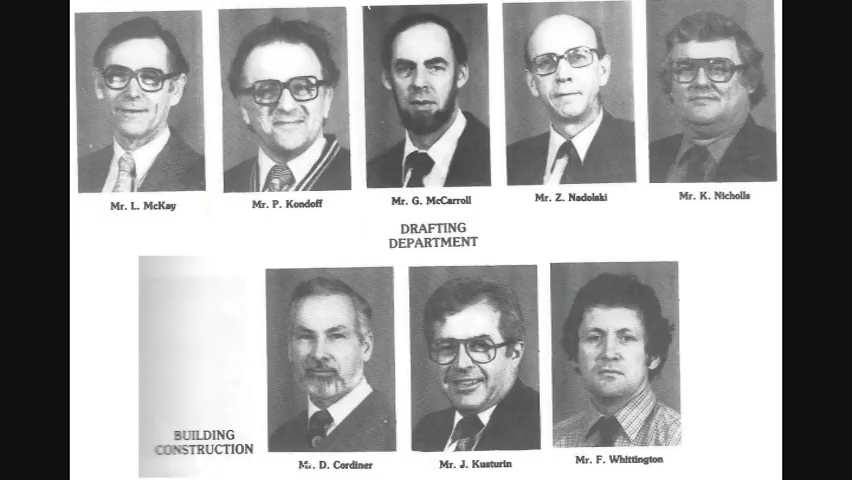 Mr. L. McKay
Mr. P. Kondoff
Mr. G. McCarroll
Mr. Z. Nadolski
Mr. K. Nicholls
DRAFTING
DEPARTMENT
BUILDING
CONSTRUCTION
Mr. D. Cordiner
Mr. J. Kusturin
Mr. F. Whittington